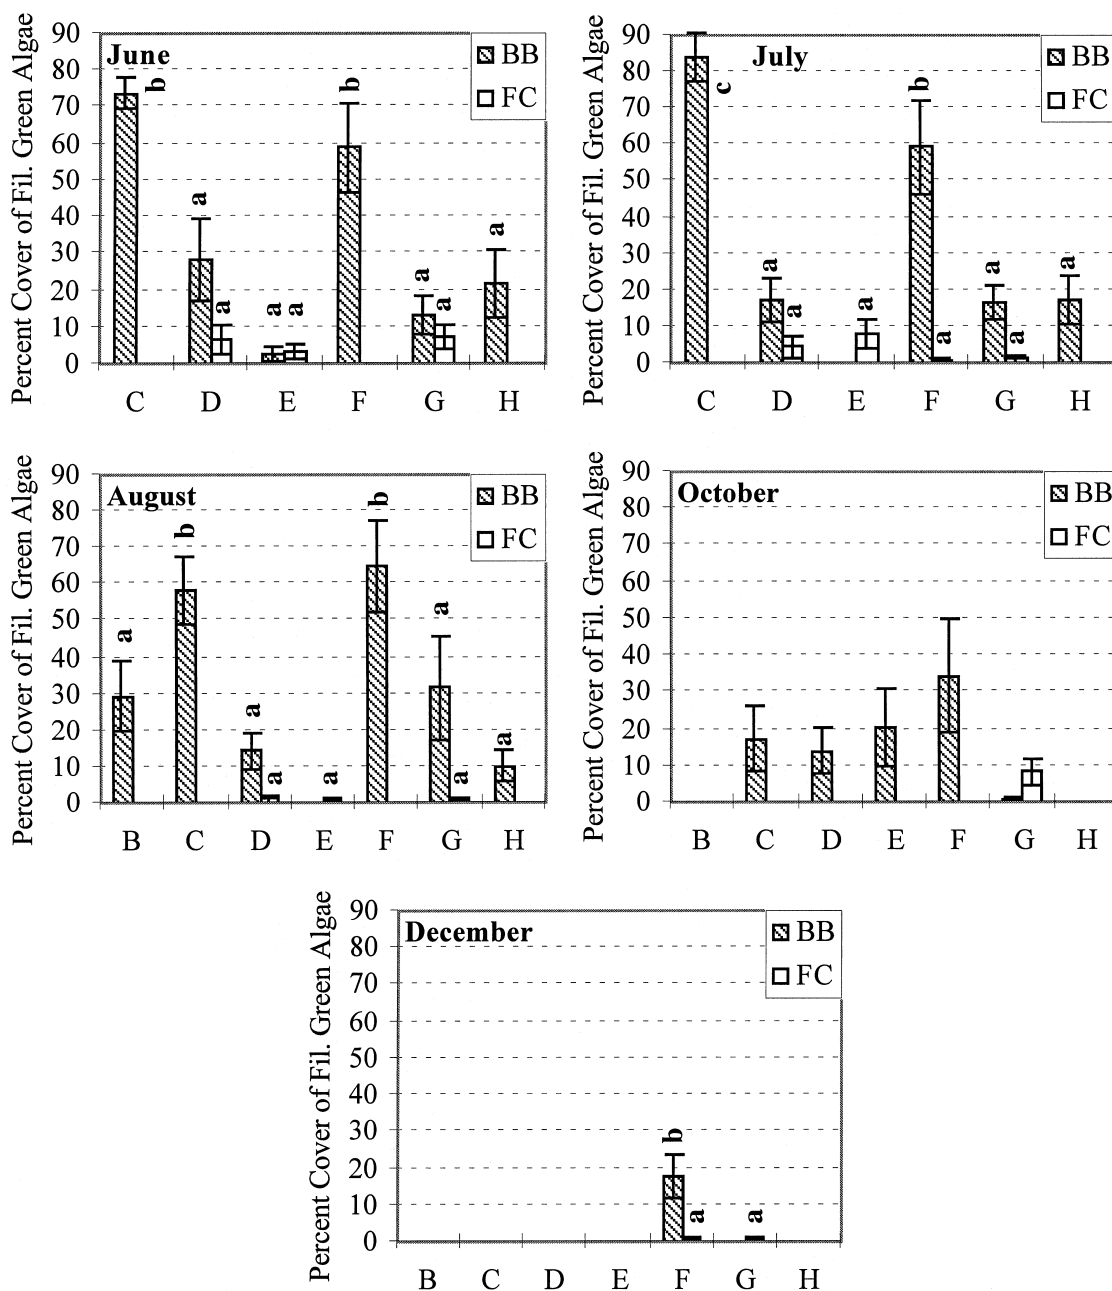 Percent Cover of Fil. Green Algae
June
BB
FC
90
80
70
60
50
40
30
20
10
0
b
a
a
a
a
b
a
a
a
C D E F G H
Percent Cover of Fil. Green Algae
July
BB
FC
90
80
70
60
50
40
30
20
10
0
c
a
a
a
b
a
a
a
a
C D E F G H
Percent Cover of Fil. Green Algae
August
BB
FC
90
80
70
60
50
40
30
20
10
0
a
b
a
a
a
b
a
a
a
B C D E F G H
Percent Cover of Fil. Green Algae
October
BB
FC
90
80
70
60
50
40
30
20
10
0
B C D E F G H
Percent Cover of Fil. Green Algae
December
BB
FC
90
80
70
60
50
40
30
20
10
0
b
a
a
B C D E F G H